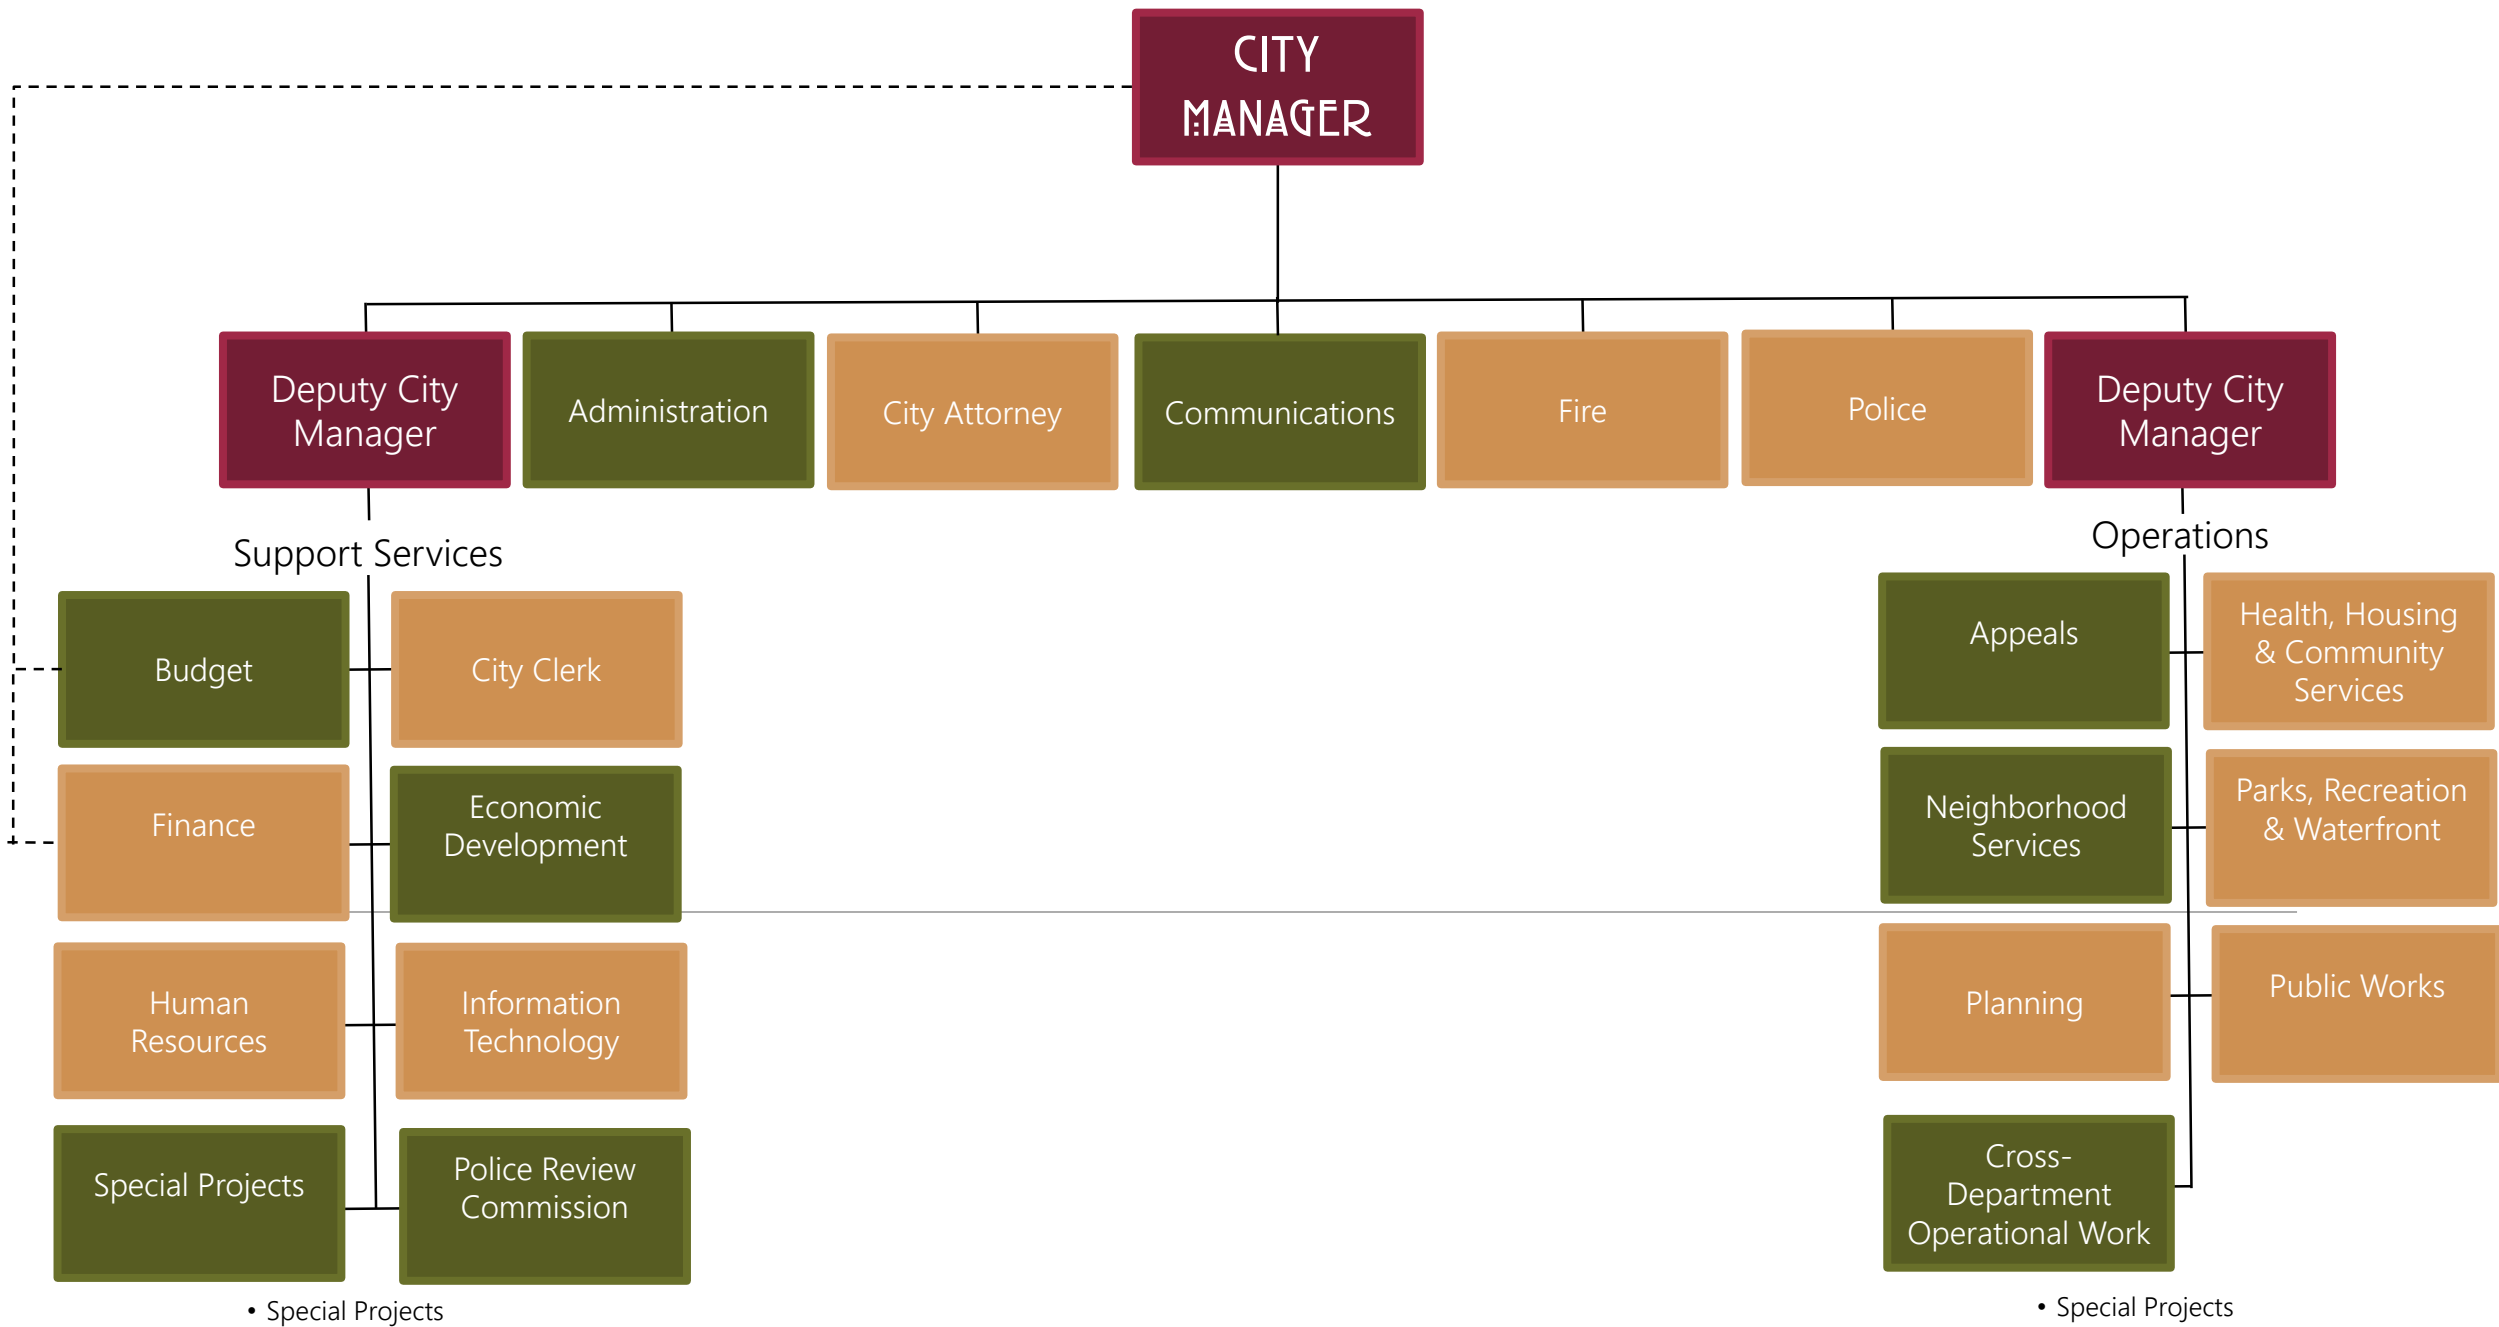 CITY
MANAGER
Deputy City
Manager
Administration
City Attorney
Communications
Fire
Police
Deputy City
Manager
Support Services
Budget
City Clerk
Finance
Economic
Development
Human
Resources
Information
Technology
Special Projects
Police Review
Commission
• Special Projects
Operations
Appeals
Health, Housing
& Community
Services
Neighborhood
Services
Parks, Recreation
& Waterfront
Planning
Public Works
Cross-
Department
Operational Work
• Special Projects